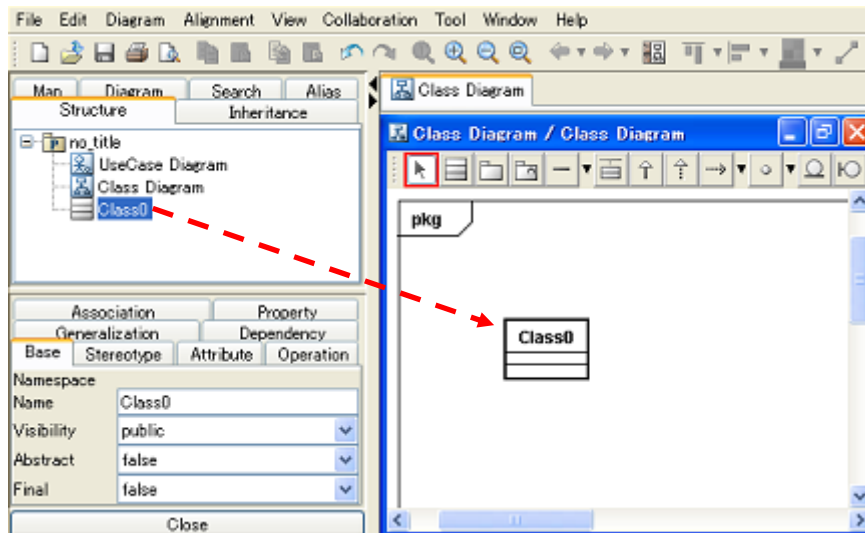 File Edit Diagram Alignment View Collaboration Tool Window Help
Map Diagram Search Alias
Structure Inheritance
no_title
UseCase Diagram
Class Diagram
Class0
Association Property
Generalization Dependency
Base Stereotype Attribute Operation
Namespace
Name Class0
Visibility public
Abstract false
Final false
Close
Class Diagram
Class Diagram / Class Diagram
pkg
Class0